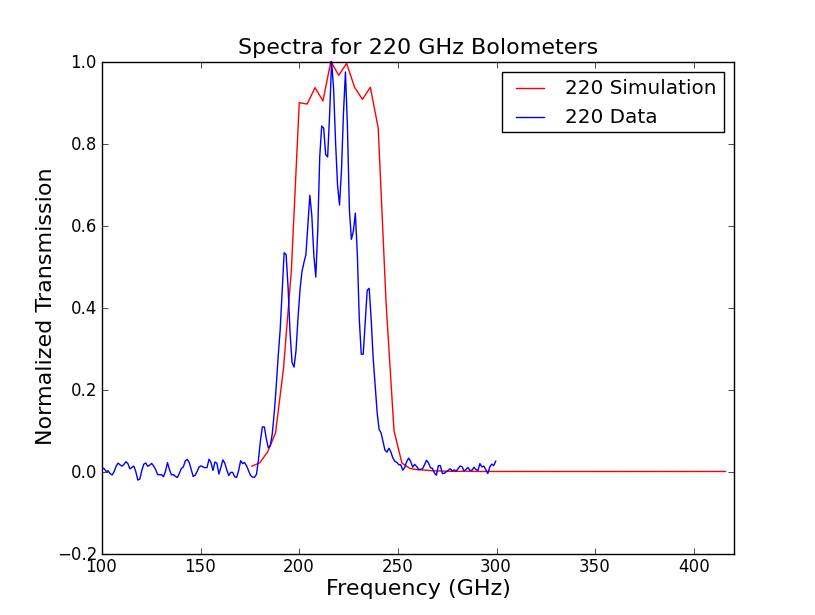 Spectra for 220 GHz Bolometers
220 Simulation
220 Data
Normalized Transmission
1.0
0.8
0.6
0.4
0.2
0.0
−0.2
100 150 200 250 300 350 400
Frequency (GHz)